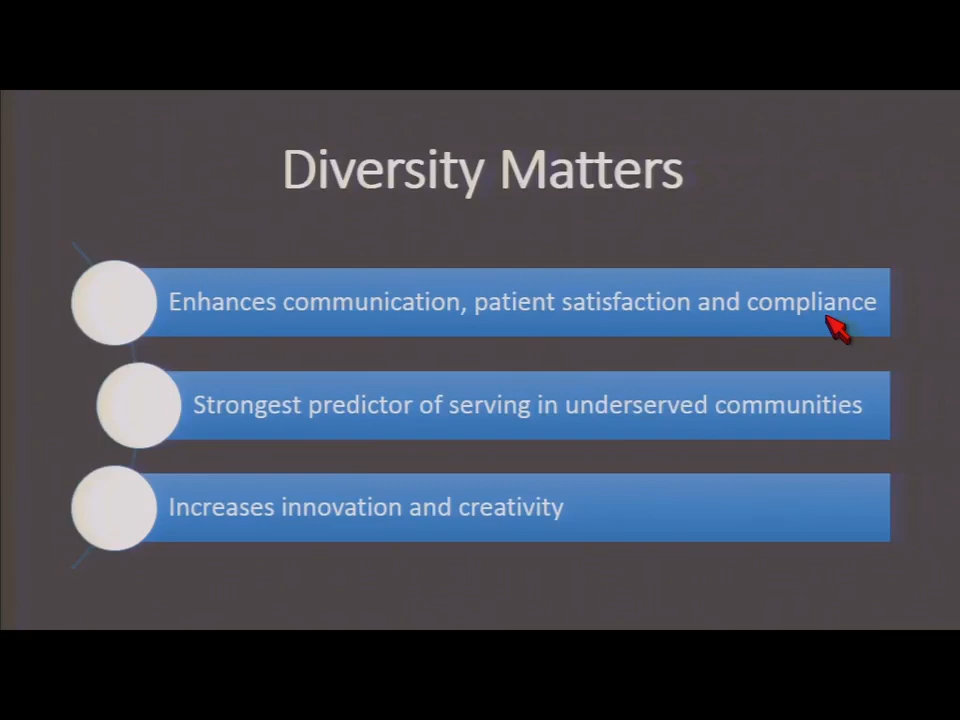 Diversity Matters
Enhances communication, patient satisfaction and compliance
Strongest predictor of serving in underserved communities
Increases innovation and creativity